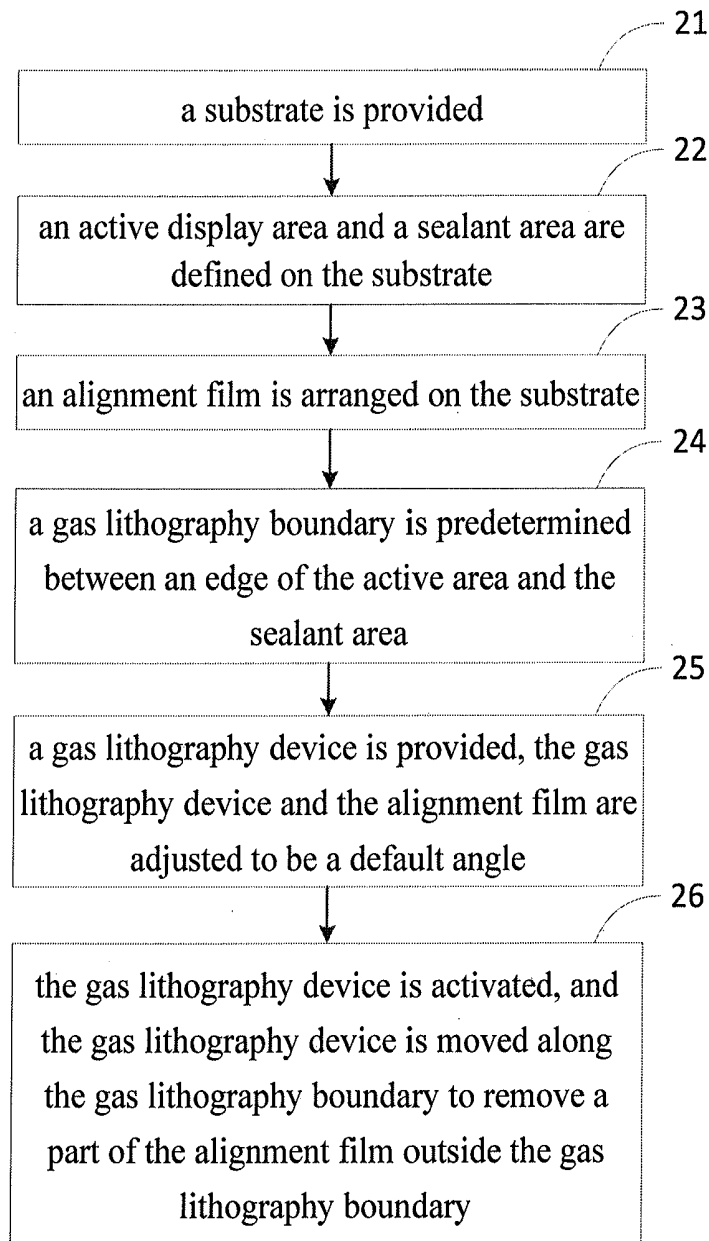 21
a substrate is provided
22
an active display area and a sealant area are
defined on the substrate
23
an alignment film is arranged on the substrate
24
a gas lithography boundary is predetermined
between an edge of the active area and the
sealant area
25
a gas lithography device is provided, the gas
lithography device and the alignment film are
adjusted to be a default angle
26
the gas lithography device is activated, and
the gas lithography device is moved along
the gas lithography boundary to remove a
part of the alignment film outside the gas
lithography boundary